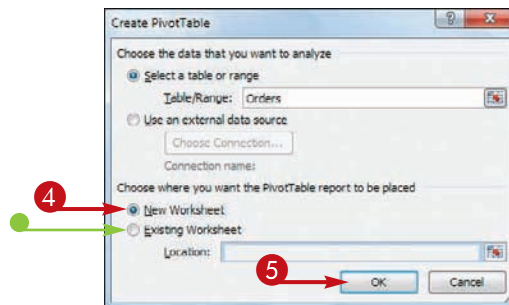 Create PivotTable
Choose the data that you want to analyze
Select a table or range
Table/Range: Orders
Use an external data source
Choose Connection...
Connection name:
Choose where you want the PivotTable report to be placed
4
New Worksheet
Existing Worksheet
Location:
5
OK Cancel